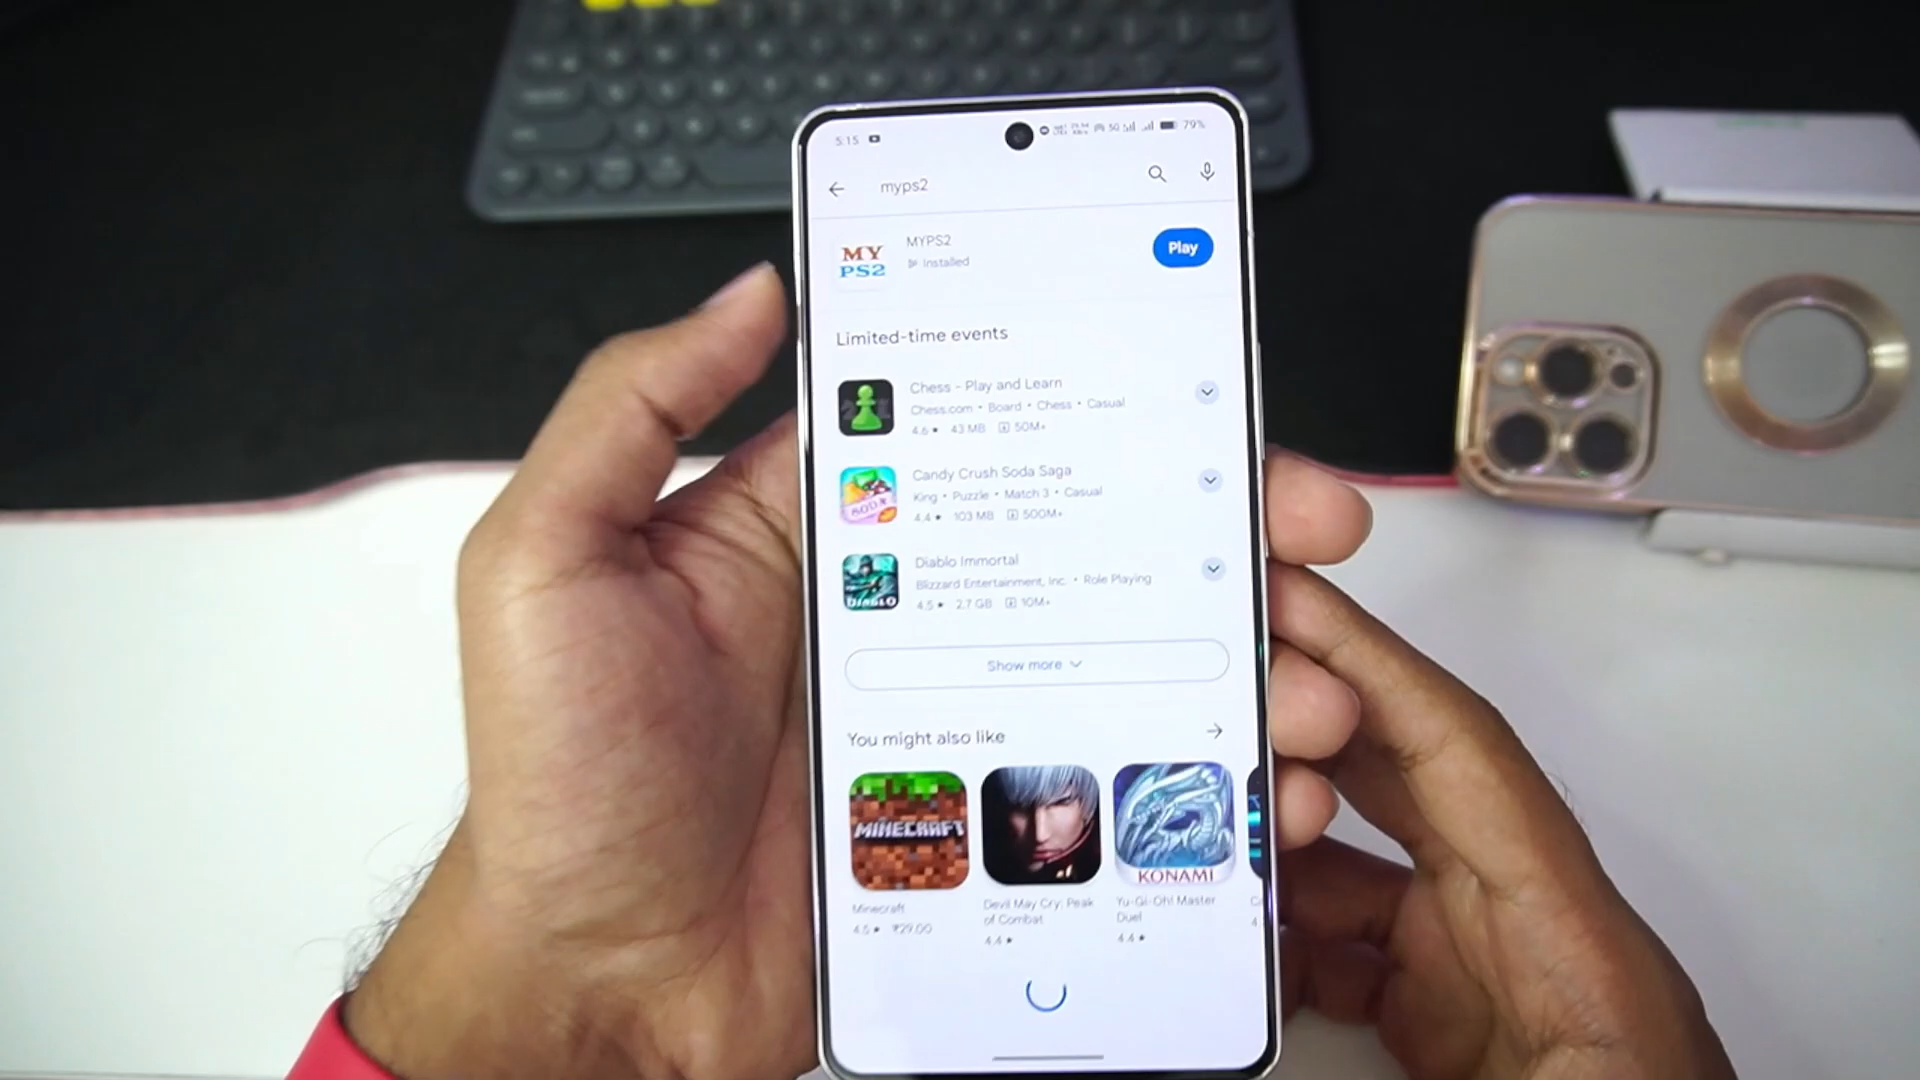 5:15
5G
79%
myps2
MY
PS2
MYPS2
Installed
Play
Limited-time events
Chess - Play and Learn
Chess.com • Board • Chess • Casual
4.6★ 43 MB 50M+
Candy Crush Soda Saga
King • Puzzle • Match 3 • Casual
4.4★ 103 MB 500M+
SODA
Diablo Immortal
Blizzard Entertainment, Inc. • Role Playing
4.5★ 2.7 GB 10M+
DIABLO
Show more
You might also like
MINECRAFT
KONAMI
Minecraft
4.5★ ₹29.00
Devil May Cry: Peak
of Combat
4.4★
Yu-Gi-Oh! Master
Duel
4.4★